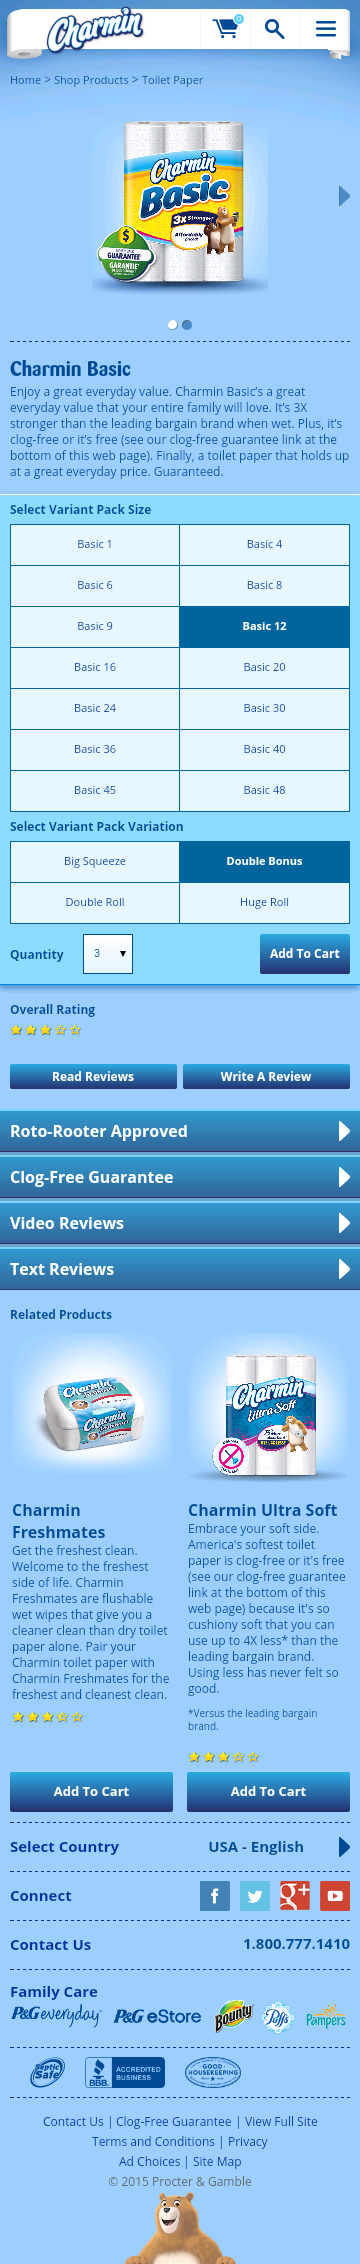 Charmin
0
Home > Shop Products > Toilet Paper
Charmin
Basic
3x Stronger*
Affordably priced!
$
GUARANTEE
GARANTIE
Charmin Basic
Enjoy a great everyday value. Charmin Basic's a great
everyday value that your entire family will love. It's 3X
stronger than the leading bargain brand when wet. Plus, it's
clog-free or it's free (see our clog-free guarantee link at the
bottom of this web page). Finally, a toilet paper that holds up
at a great everyday price. Guaranteed.
Select Variant Pack Size
Basic 1
Basic 4
Basic 6
Basic 8
Basic 9
Basic 12
Basic 16
Basic 20
Basic 24
Basic 30
Basic 36
Basic 40
Basic 45
Basic 48
Select Variant Pack Variation
Big Squeeze
Double Bonus
Double Roll
Huge Roll
Quantity
3
Add To Cart
Overall Rating
Read Reviews
Write A Review
Roto-Rooter Approved
Clog-Free Guarantee
Video Reviews
Text Reviews
Related Products
Charmin
Charmin
Charmin
Ultra Soft
Charmin
Freshmates
Get the freshest clean.
Welcome to the freshest
side of life. Charmin
Freshmates are flushable
wet wipes that give you a
cleaner clean than dry toilet
paper alone. Pair your
Charmin toilet paper with
Charmin Freshmates for the
freshest and cleanest clean.
Charmin Ultra Soft
Embrace your soft side.
America's softest toilet
paper is clog-free or it's free
(see our clog-free guarantee
link at the bottom of this
web page) because it's so
cushiony soft that you can
use up to 4X less* than the
leading bargain brand.
Using less has never felt so
good.
*Versus the leading bargain
brand.
Add To Cart
Add To Cart
Select Country
USA - English
Connect
f
g+
Contact Us
1.800.777.1410
Family Care
P&G everyday
P&G eStore
Bounty
Puffs
Pampers
Septic Safe
BBB
ACCREDITED
BUSINESS
GOOD
HOUSEKEEPING
Contact Us | Clog-Free Guarantee | View Full Site
Terms and Conditions | Privacy
Ad Choices | Site Map
© 2015 Procter & Gamble